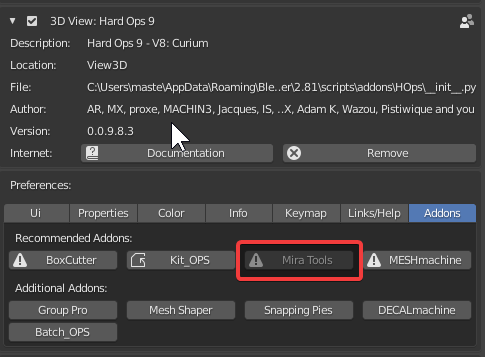 3D View: Hard Ops 9
Description: Hard Ops 9 - V8: Curium
Location: View3D
File: C:\Users\maste\AppData\Roaming\Ble...er\2.81\scripts\addons\HOps\__init__.py
Author: AR, MX, proxe, MACHIN3, Jacques, IS, ..X, Adam K, Wazou, Pistiwique and you
Version: 0.0.9.8.3
Internet: Documentation Remove
Preferences:
Ui Properties Color Info Keymap Links/Help Addons
Recommended Addons:
BoxCutter Kit_OPS Mira Tools MESHmachine
Additional Addons:
Group Pro Mesh Shaper Snapping Pies DECALmachine
Batch_OPS